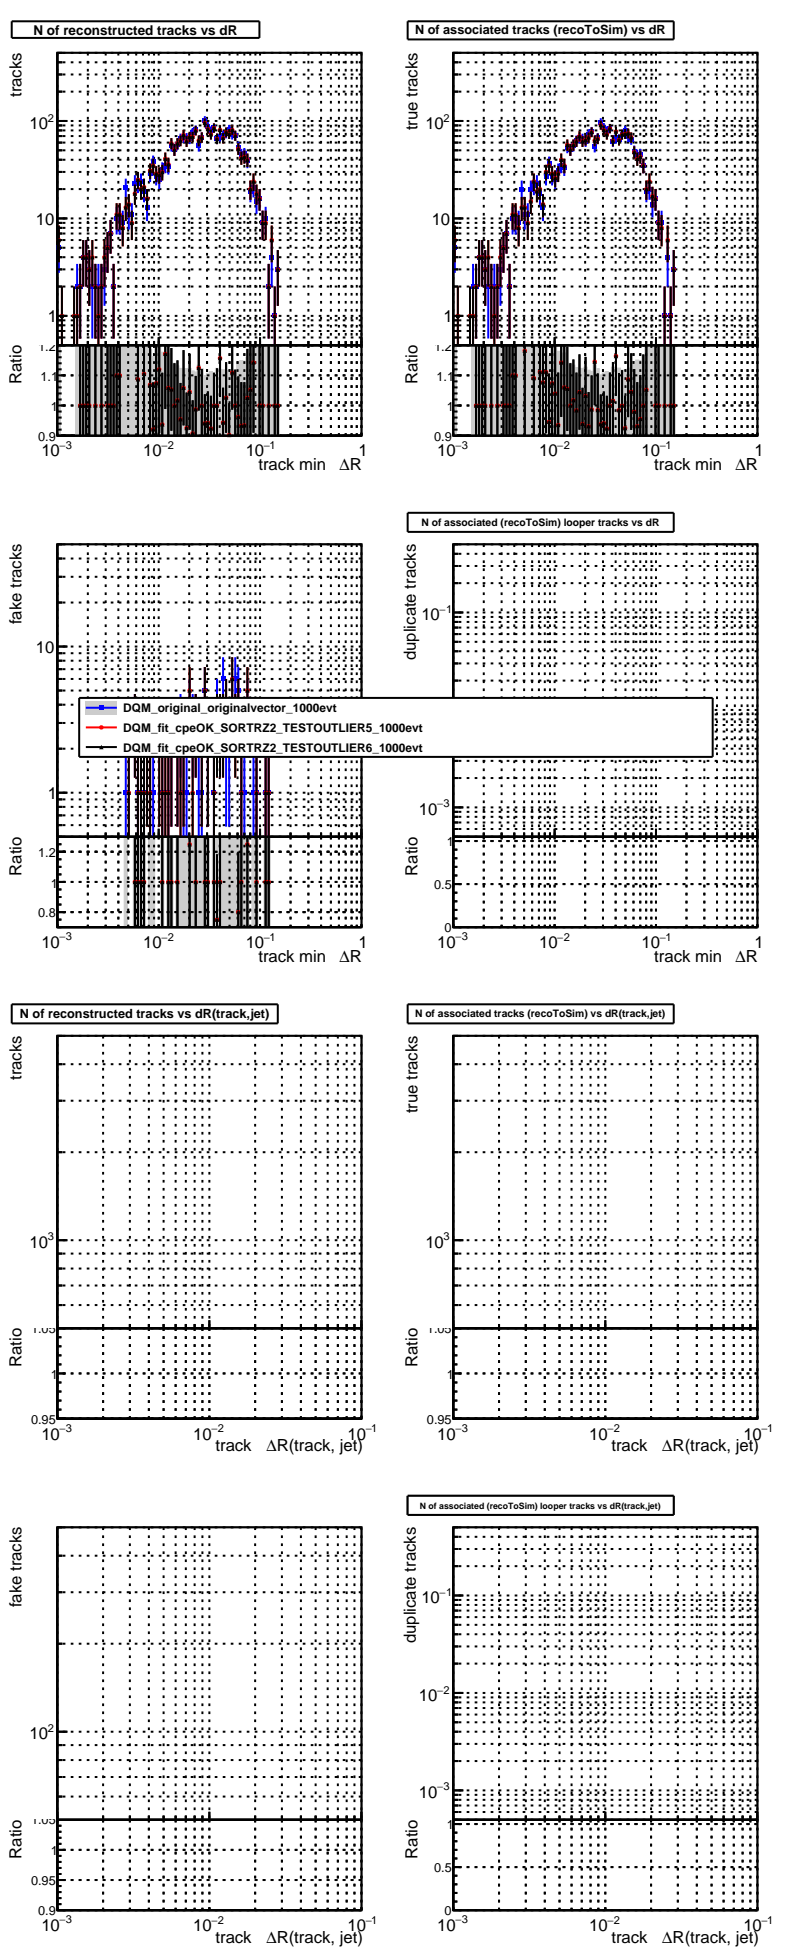 N of reconstructed tracks vs dR
N of associated tracks (recoToSim) vs dR
tracks
10²
10
1
Ratio
1.2
1.1
1
0.9
10⁻³ 10⁻² 10⁻¹ 1
track min ΔR
true tracks
10²
10
1
Ratio
1.2
1.1
1
0.9
10⁻³ 10⁻² 10⁻¹ 1
track min ΔR
N of associated (recoToSim) looper tracks vs dR
fake tracks
10
1
Ratio
1.2
1
0.8
10⁻³ 10⁻² 10⁻¹ 1
track min ΔR
duplicate tracks
10⁻¹
10⁻³
Ratio
1
0.5
0
10⁻³ 10⁻² 10⁻¹ 1
track min ΔR
DQM_original_originalvector_1000evt
DQM_fit_cpeOK_SORTRZ2_TESTOUTLIER5_1000evt
DQM_fit_cpeOK_SORTRZ2_TESTOUTLIER6_1000evt
N of reconstructed tracks vs dR(track,jet)
N of associated tracks (recoToSim) vs dR(track,jet)
tracks
10³
Ratio
1.05
1
0.95
10⁻³ 10⁻² 10⁻¹
track ΔR(track, jet)
true tracks
10³
Ratio
1.05
1
0.95
10⁻³ 10⁻² 10⁻¹
track ΔR(track, jet)
N of associated (recoToSim) looper tracks vs dR(track,jet)
fake tracks
10²
Ratio
1.05
1
0.95
0.9
10⁻³ 10⁻² 10⁻¹
track ΔR(track, jet)
duplicate tracks
10⁻¹
10⁻²
10⁻³
Ratio
1
0.5
0
10⁻³ 10⁻² 10⁻¹
track ΔR(track, jet)